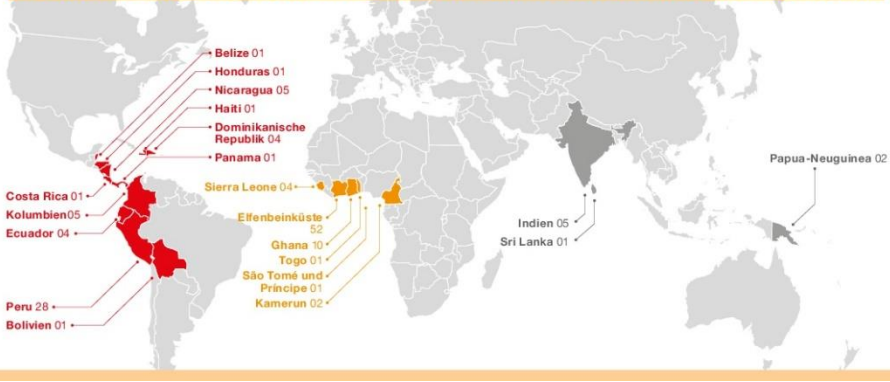 Belize 01
Honduras 01
Nicaragua 05
Haiti 01
Dominikanische
Republik 04
Panama 01
Costa Rica 01
Kolumbien05
Ecuador 04
Peru 28
Bolivien 01
Sierra Leone 04
Elfenbeinküste
52
Ghana 10
Togo 01
São Tomé und
Príncipe 01
Kamerun 02
Indien 05
Sri Lanka 01
Papua-Neuguinea 02